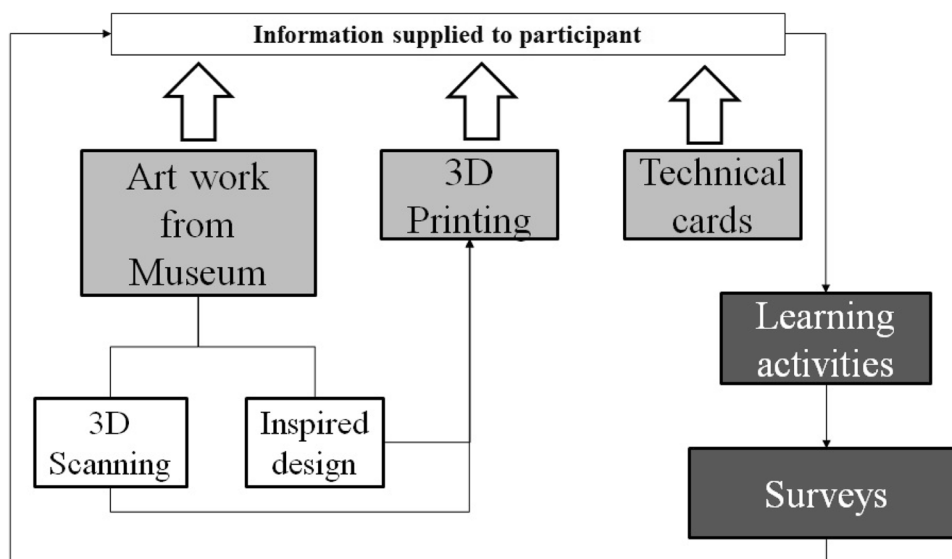 Information supplied to participant
Art work
from
Museum
3D
Printing
Technical
cards
Learning
activities
3D
Scanning
Inspired
design
Surveys